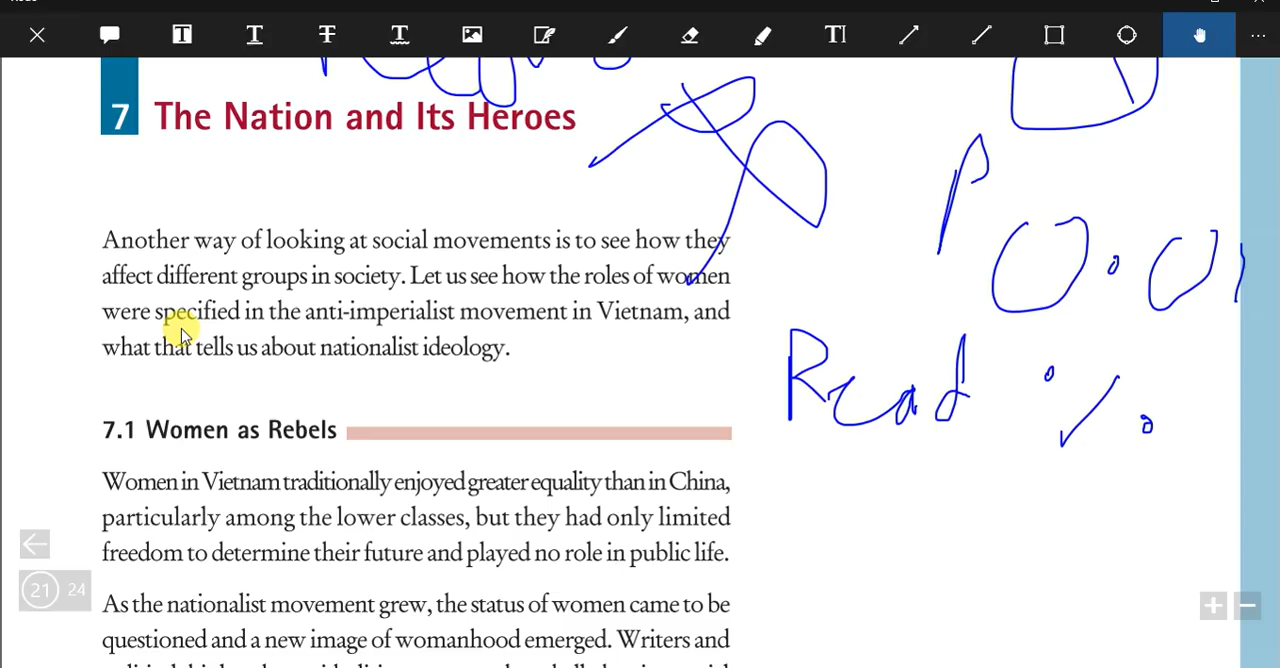 7 The Nation and Its Heroes
Another way of looking at social movements is to see how they
affect different groups in society. Let us see how the roles of women
were specified in the anti-imperialist movement in Vietnam, and
what that tells us about nationalist ideology.
P
0.01
Read %
7.1 Women as Rebels
Women in Vietnam traditionally enjoyed greater equality than in China,
particularly among the lower classes, but they had only limited
freedom to determine their future and played no role in public life.
As the nationalist movement grew, the status of women came to be
questioned and a new image of womanhood emerged. Writers and
21 24